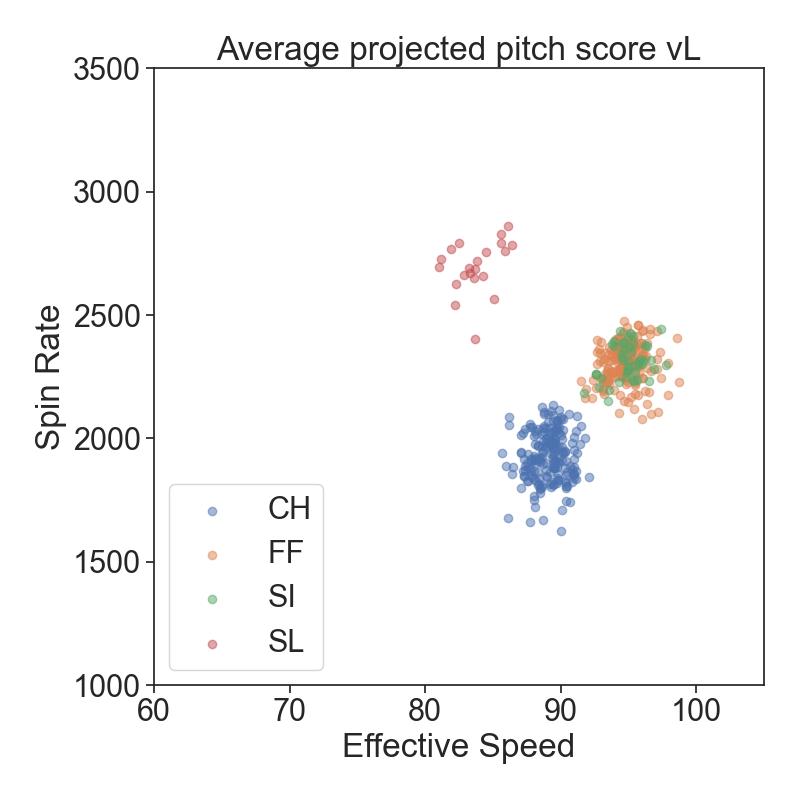 Average projected pitch score vL
3500
3000
2500
2000
1500
1000
Spin Rate
CH
FF
SI
SL
60 70 80 90 100
Effective Speed